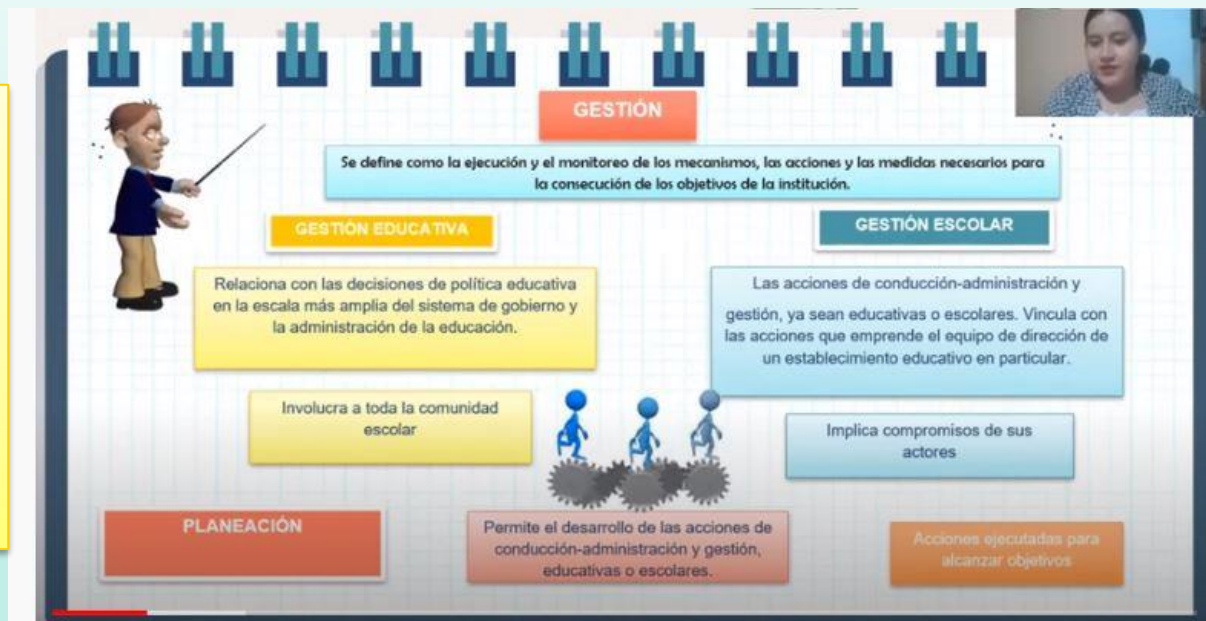 GESTIÓN
Se define como la ejecución y el monitoreo de los mecanismos, las acciones y las medidas necesarios para
la consecución de los objetivos de la institución.
GESTIÓN EDUCATIVA
Relaciona con las decisiones de política educativa
en la escala más amplia del sistema de gobierno y
la administración de la educación.
Involucra a toda la comunidad
escolar
GESTIÓN ESCOLAR
Las acciones de conducción-administración y
gestión, ya sean educativas o escolares. Vincula con
las acciones que emprende el equipo de dirección de
un establecimiento educativo en particular.
Implica compromisos de sus
actores
PLANEACIÓN
Permite el desarrollo de las acciones de
conducción-administración y gestión,
educativas o escolares.
Acciones ejecutadas para
alcanzar objetivos